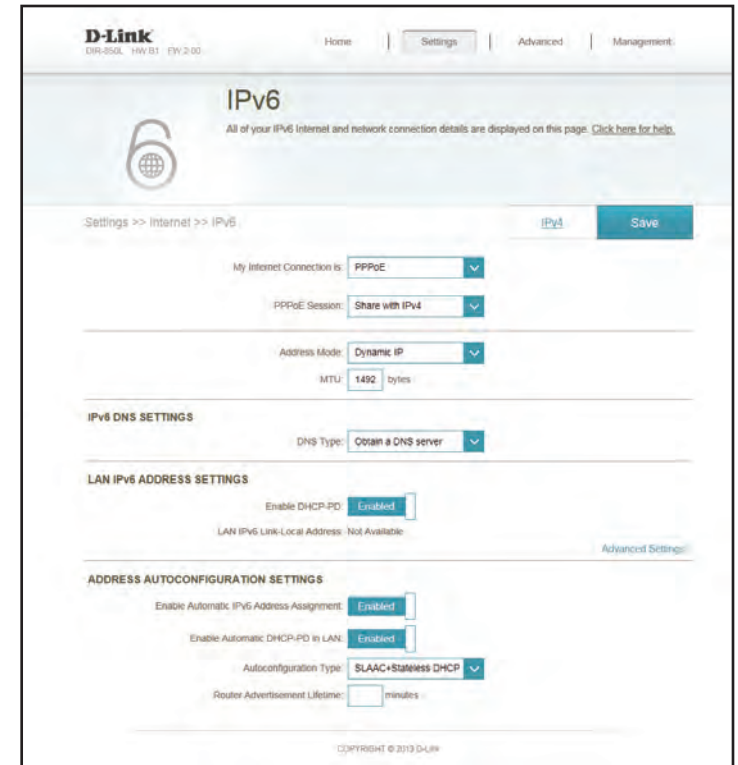 D-Link
DIR-850L HW:B1 FW:2.00
Home | Settings | Advanced | Management
IPv6
All of your IPv6 Internet and network connection details are displayed on this page. Click here for help.
Settings >> Internet >> IPv6
IPv4
Save
My Internet Connection is: PPPoE
PPPoE Session: Share with IPv4
Address Mode: Dynamic IP
MTU: 1492 bytes
IPv6 DNS SETTINGS
DNS Type: Obtain a DNS server
LAN IPv6 ADDRESS SETTINGS
Enable DHCP-PD: Enabled
LAN IPv6 Link-Local Address: Not Available
Advanced Settings
ADDRESS AUTOCONFIGURATION SETTINGS
Enable Automatic IPv6 Address Assignment: Enabled
Enable Automatic DHCP-PD in LAN: Enabled
Autoconfiguration Type: SLAAC+Stateless DHCP
Router Advertisement Lifetime: minutes
COPYRIGHT © 2013 D-Link